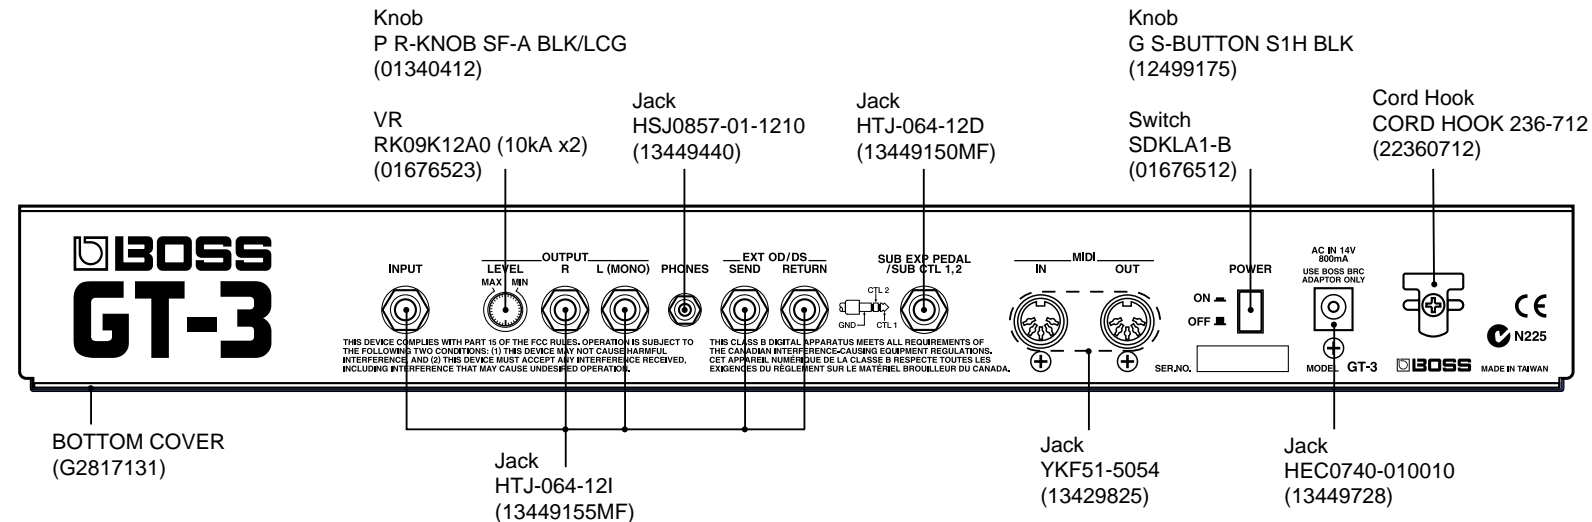 Knob
P R-KNOB SF-A BLK/LCG
(01340412)
Knob
G S-BUTTON S1H BLK
(12499175)
VR
RK09K12A0 (10kA x2)
(01676523)
Jack
HSJ0857-01-1210
(13449440)
Jack
HTJ-064-12D
(13449150MF)
Switch
SDKLA1-B
(01676512)
Cord Hook
CORD HOOK 236-712
(22360712)
BOSS
GT-3
INPUT
OUTPUT
LEVEL
R
L (MONO)
MAX
MIN
PHONES
EXT OD/DS
SEND
RETURN
SUB EXP PEDAL
/SUB CTL 1,2
CTL 2
GND
CTL 1
MIDI
IN
OUT
POWER
ON
OFF
AC IN 14V
800mA
USE BOSS BRC
ADAPTOR ONLY
N225
THIS DEVICE COMPLIES WITH PART 15 OF THE FCC RULES. OPERATION IS SUBJECT TO
THE FOLLOWING TWO CONDITIONS: (1) THIS DEVICE MAY NOT CAUSE HARMFUL
INTERFERENCE, AND (2) THIS DEVICE MUST ACCEPT ANY INTERFERENCE RECEIVED,
INCLUDING INTERFERENCE THAT MAY CAUSE UNDESIRED OPERATION.
THIS CLASS B DIGITAL APPARATUS MEETS ALL REQUIREMENTS OF
THE CANADIAN INTERFERENCE-CAUSING EQUIPMENT REGULATIONS.
CET APPAREIL NUMÉRIQUE DE LA CLASSE B RESPECTE TOUTES LES
EXIGENCES DU RÈGLEMENT SUR LE MATÉRIEL BROUILLEUR DU CANADA.
SER.NO.
MODEL GT-3
BOSS
MADE IN TAIWAN
CE
BOTTOM COVER
(G2817131)
Jack
HTJ-064-12I
(13449155MF)
Jack
YKF51-5054
(13429825)
Jack
HEC0740-010010
(13449728)